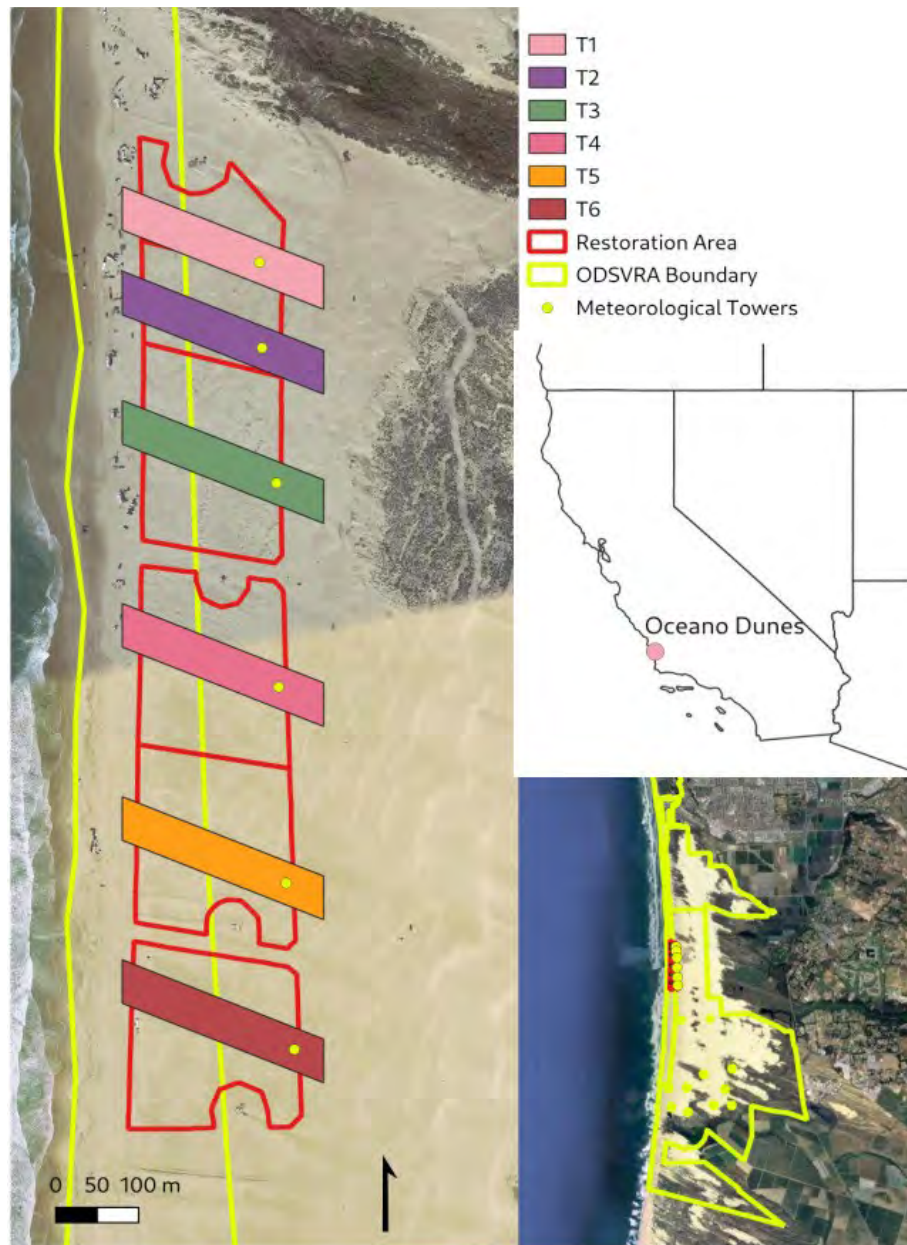 T1
T2
T3
T4
T5
T6
Restoration Area
ODSVRA Boundary
Meteorological Towers
Oceano Dunes
0 50 100 m